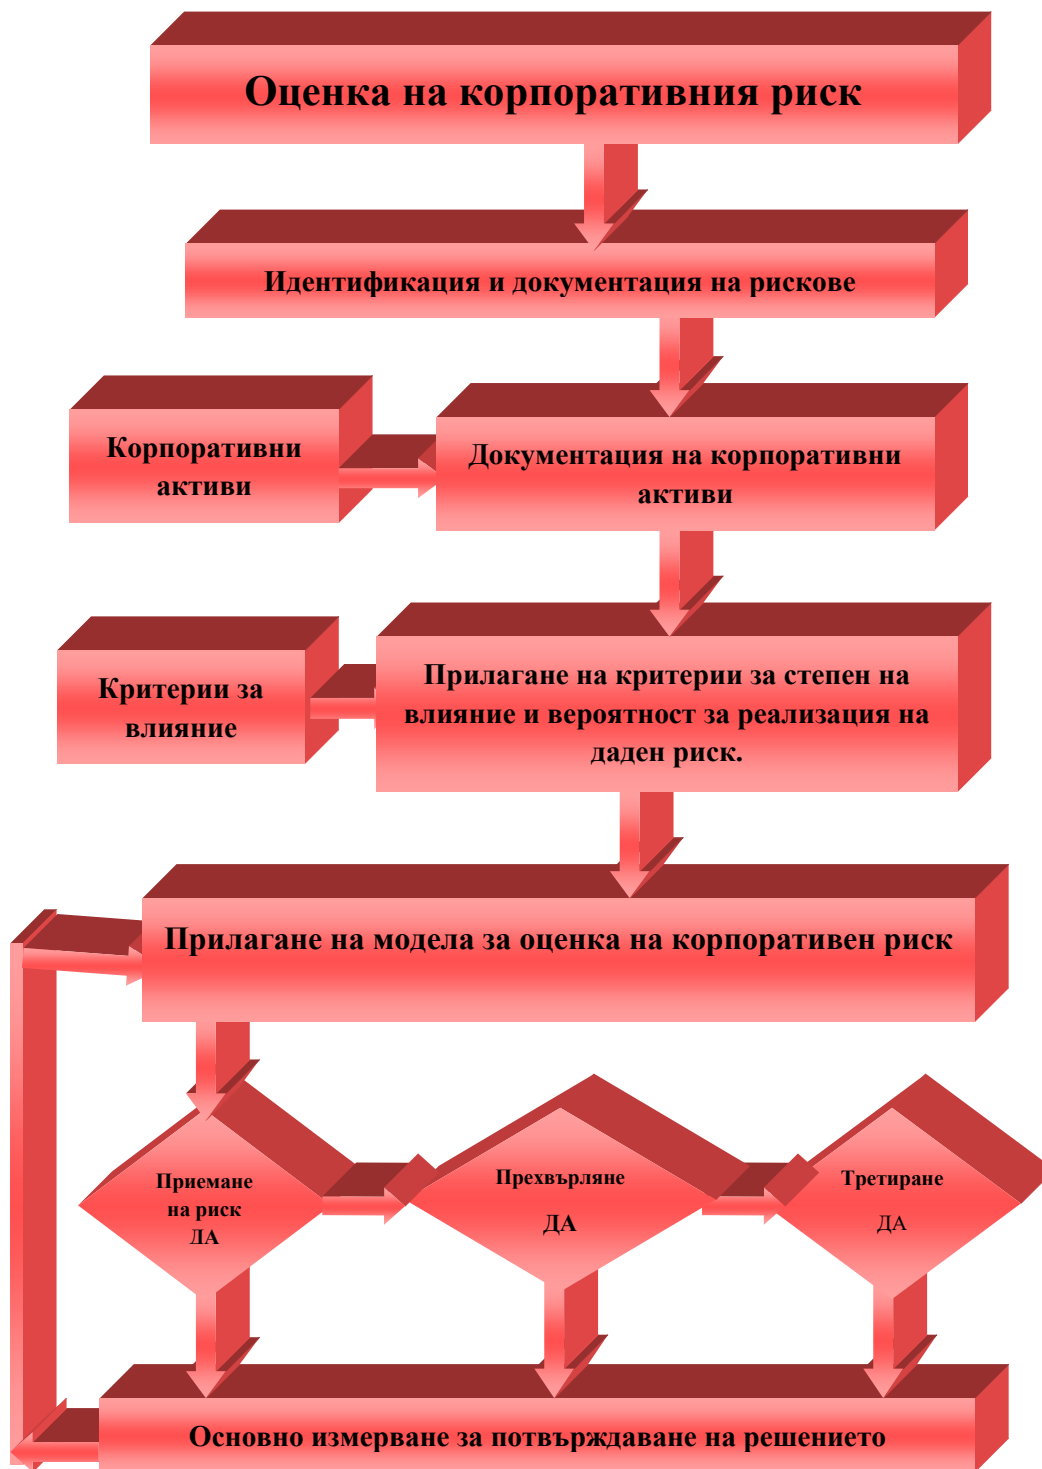 Оценка на корпоративния риск
Идентификация и документация на рискове
Корпоративни
активи
Документация на корпоративни
активи
Критерии за
влияние
Прилагане на критерии за степен на
влияние и вероятност за реализация на
даден риск.
Прилагане на модела за оценка на корпоративен риск
Приемане
на риск
ДА
Прехвърляне
ДА
Третиране
ДА
Основно измерване за потвърждаване на решението